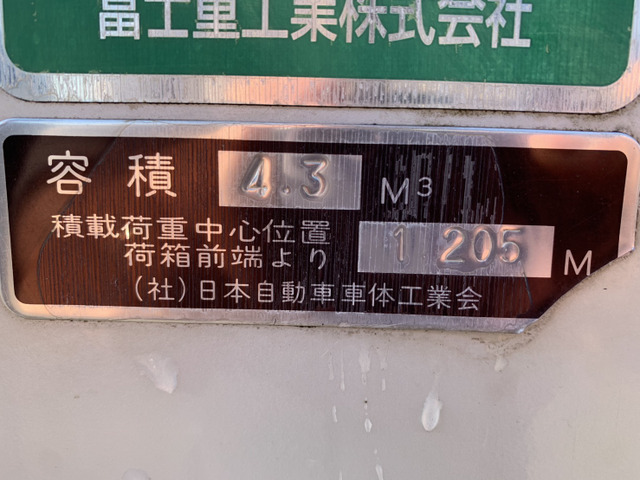 富士重工業株式会社
容積 4.3 M³
積載荷重中心位置
荷箱前端より 1 205 M
(社)日本自動車車体工業会